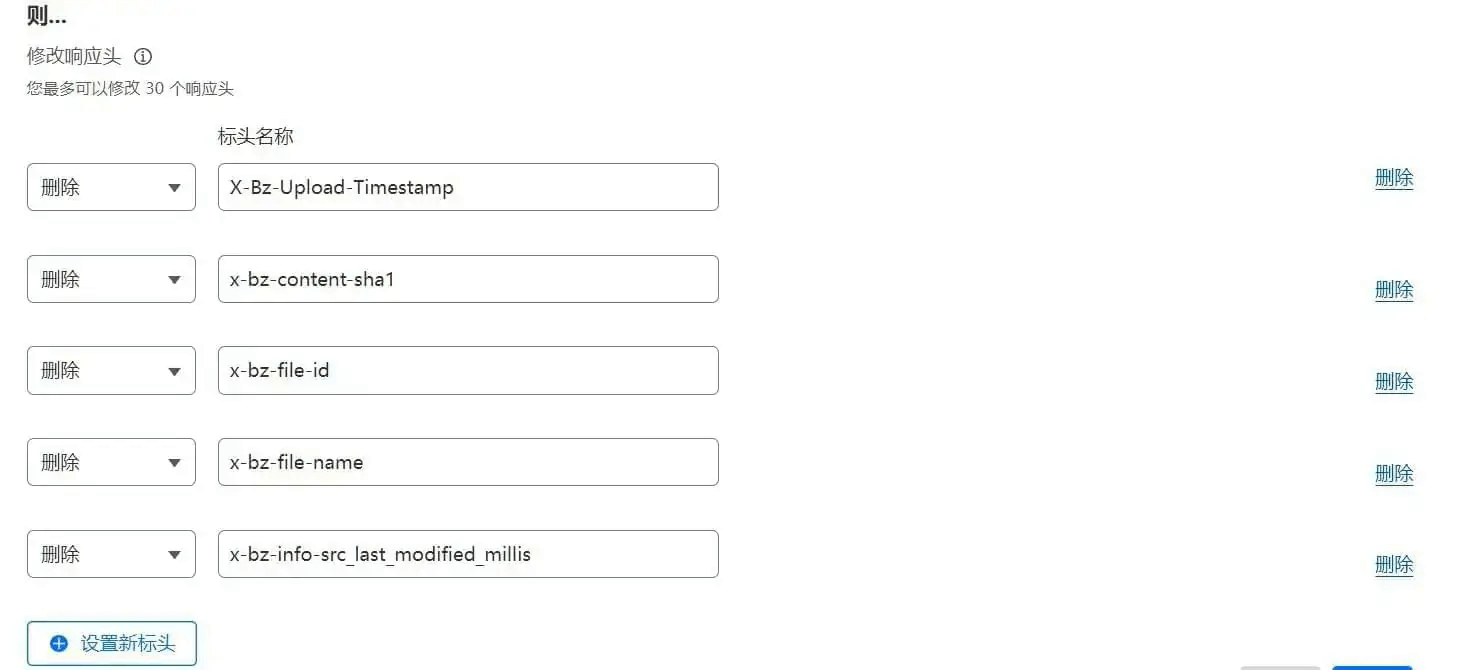 则...
修改响应头
您最多可以修改 30 个响应头
标头名称
删除 X-Bz-Upload-Timestamp 删除
删除 x-bz-content-sha1 删除
删除 x-bz-file-id 删除
删除 x-bz-file-name 删除
删除 x-bz-info-src_last_modified_millis 删除
设置新标头